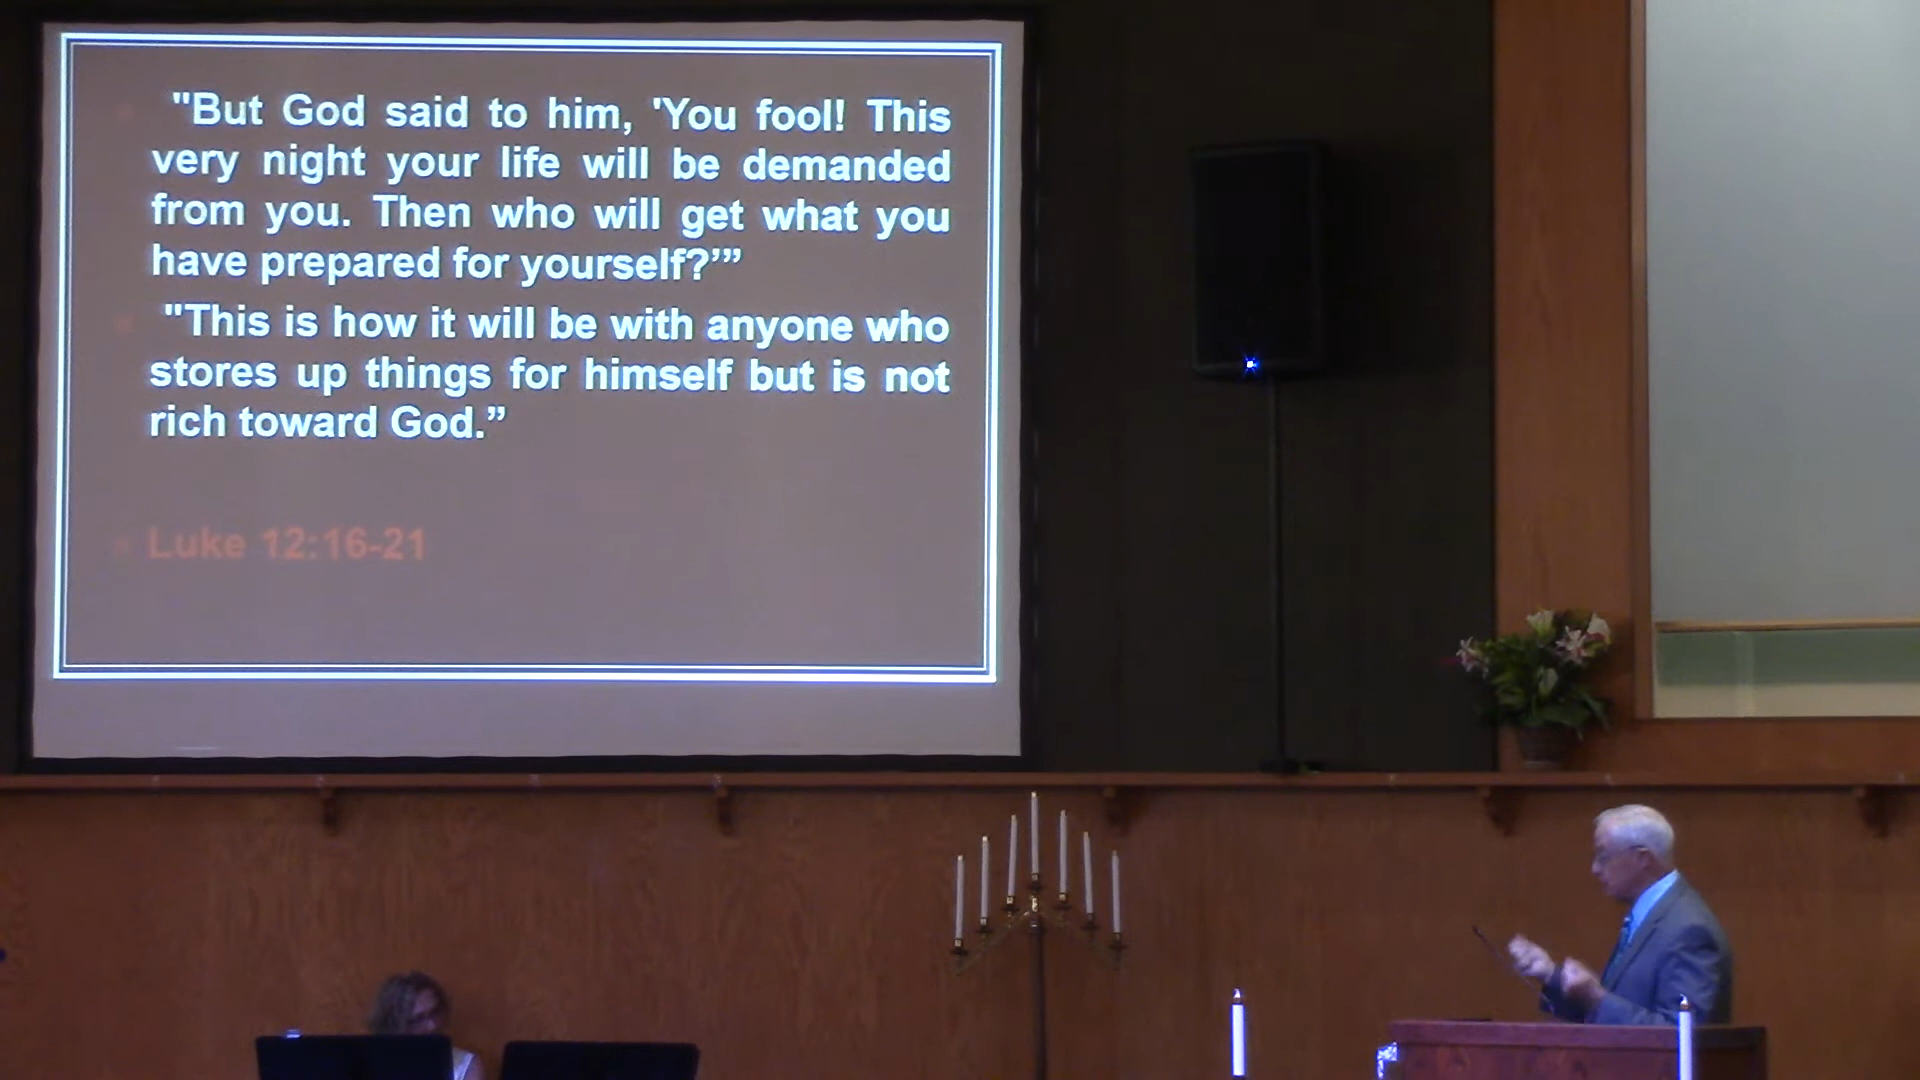 "But God said to him, 'You fool! This
very night your life will be demanded
from you. Then who will get what you
have prepared for yourself?’”
"This is how it will be with anyone who
stores up things for himself but is not
rich toward God.”
Luke 12:16-21